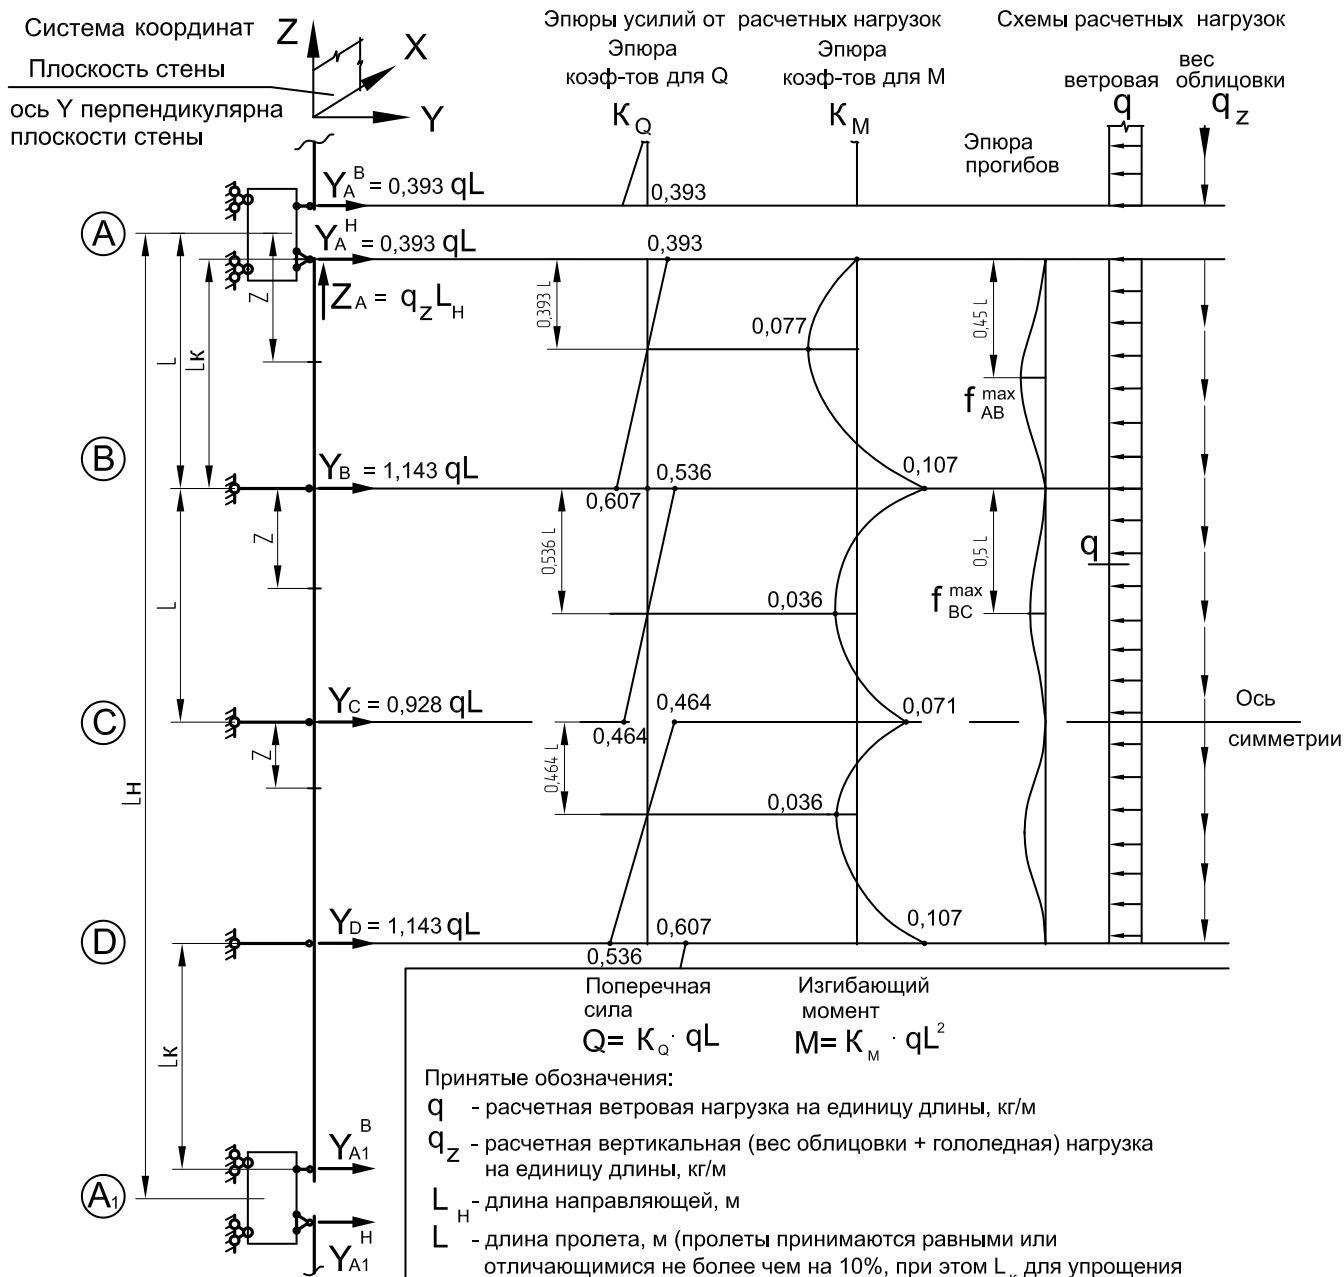 Система координат
Z
X
Y
Плоскость стены
ось Y перпендикулярна
плоскости стены
Эпюры усилий от расчетных нагрузок
Схемы расчетных нагрузок
Эпюра
коэф-тов для Q
K Q
Эпюра
коэф-тов для M
K M
ветровая
q
вес
облицовки
q z
Эпюра
прогибов
A
Y A B = 0,393 qL
0,393
Y A H = 0,393 qL
0,393
Z A = q z L H
Z
L
Lк
0,393 L
0,077
0,45 L
f max AB
B
Y B = 1,143 qL
0,536
0,607
0,107
Z
L
0,536 L
0,036
0,5 L
f max BC
q
C
Y C = 0,928 qL
0,464
0,464
0,071
Ось
симметрии
Z
Lн
0,464 L
0,036
D
Y D = 1,143 qL
0,607
0,536
0,107
Lк
Поперечная
сила
Q= K Q · qL
Изгибающий
момент
M= K M · qL²
Принятые обозначения:
q - расчетная ветровая нагрузка на единицу длины, кг/м
q z - расчетная вертикальная (вес облицовки + гололедная) нагрузка
на единицу длины, кг/м
L H - длина направляющей, м
L - длина пролета, м (пролеты принимаются равными или
отличающимися не более чем на 10%, при этом L к для упрощения
A1
Y A1 B
Y A1 H